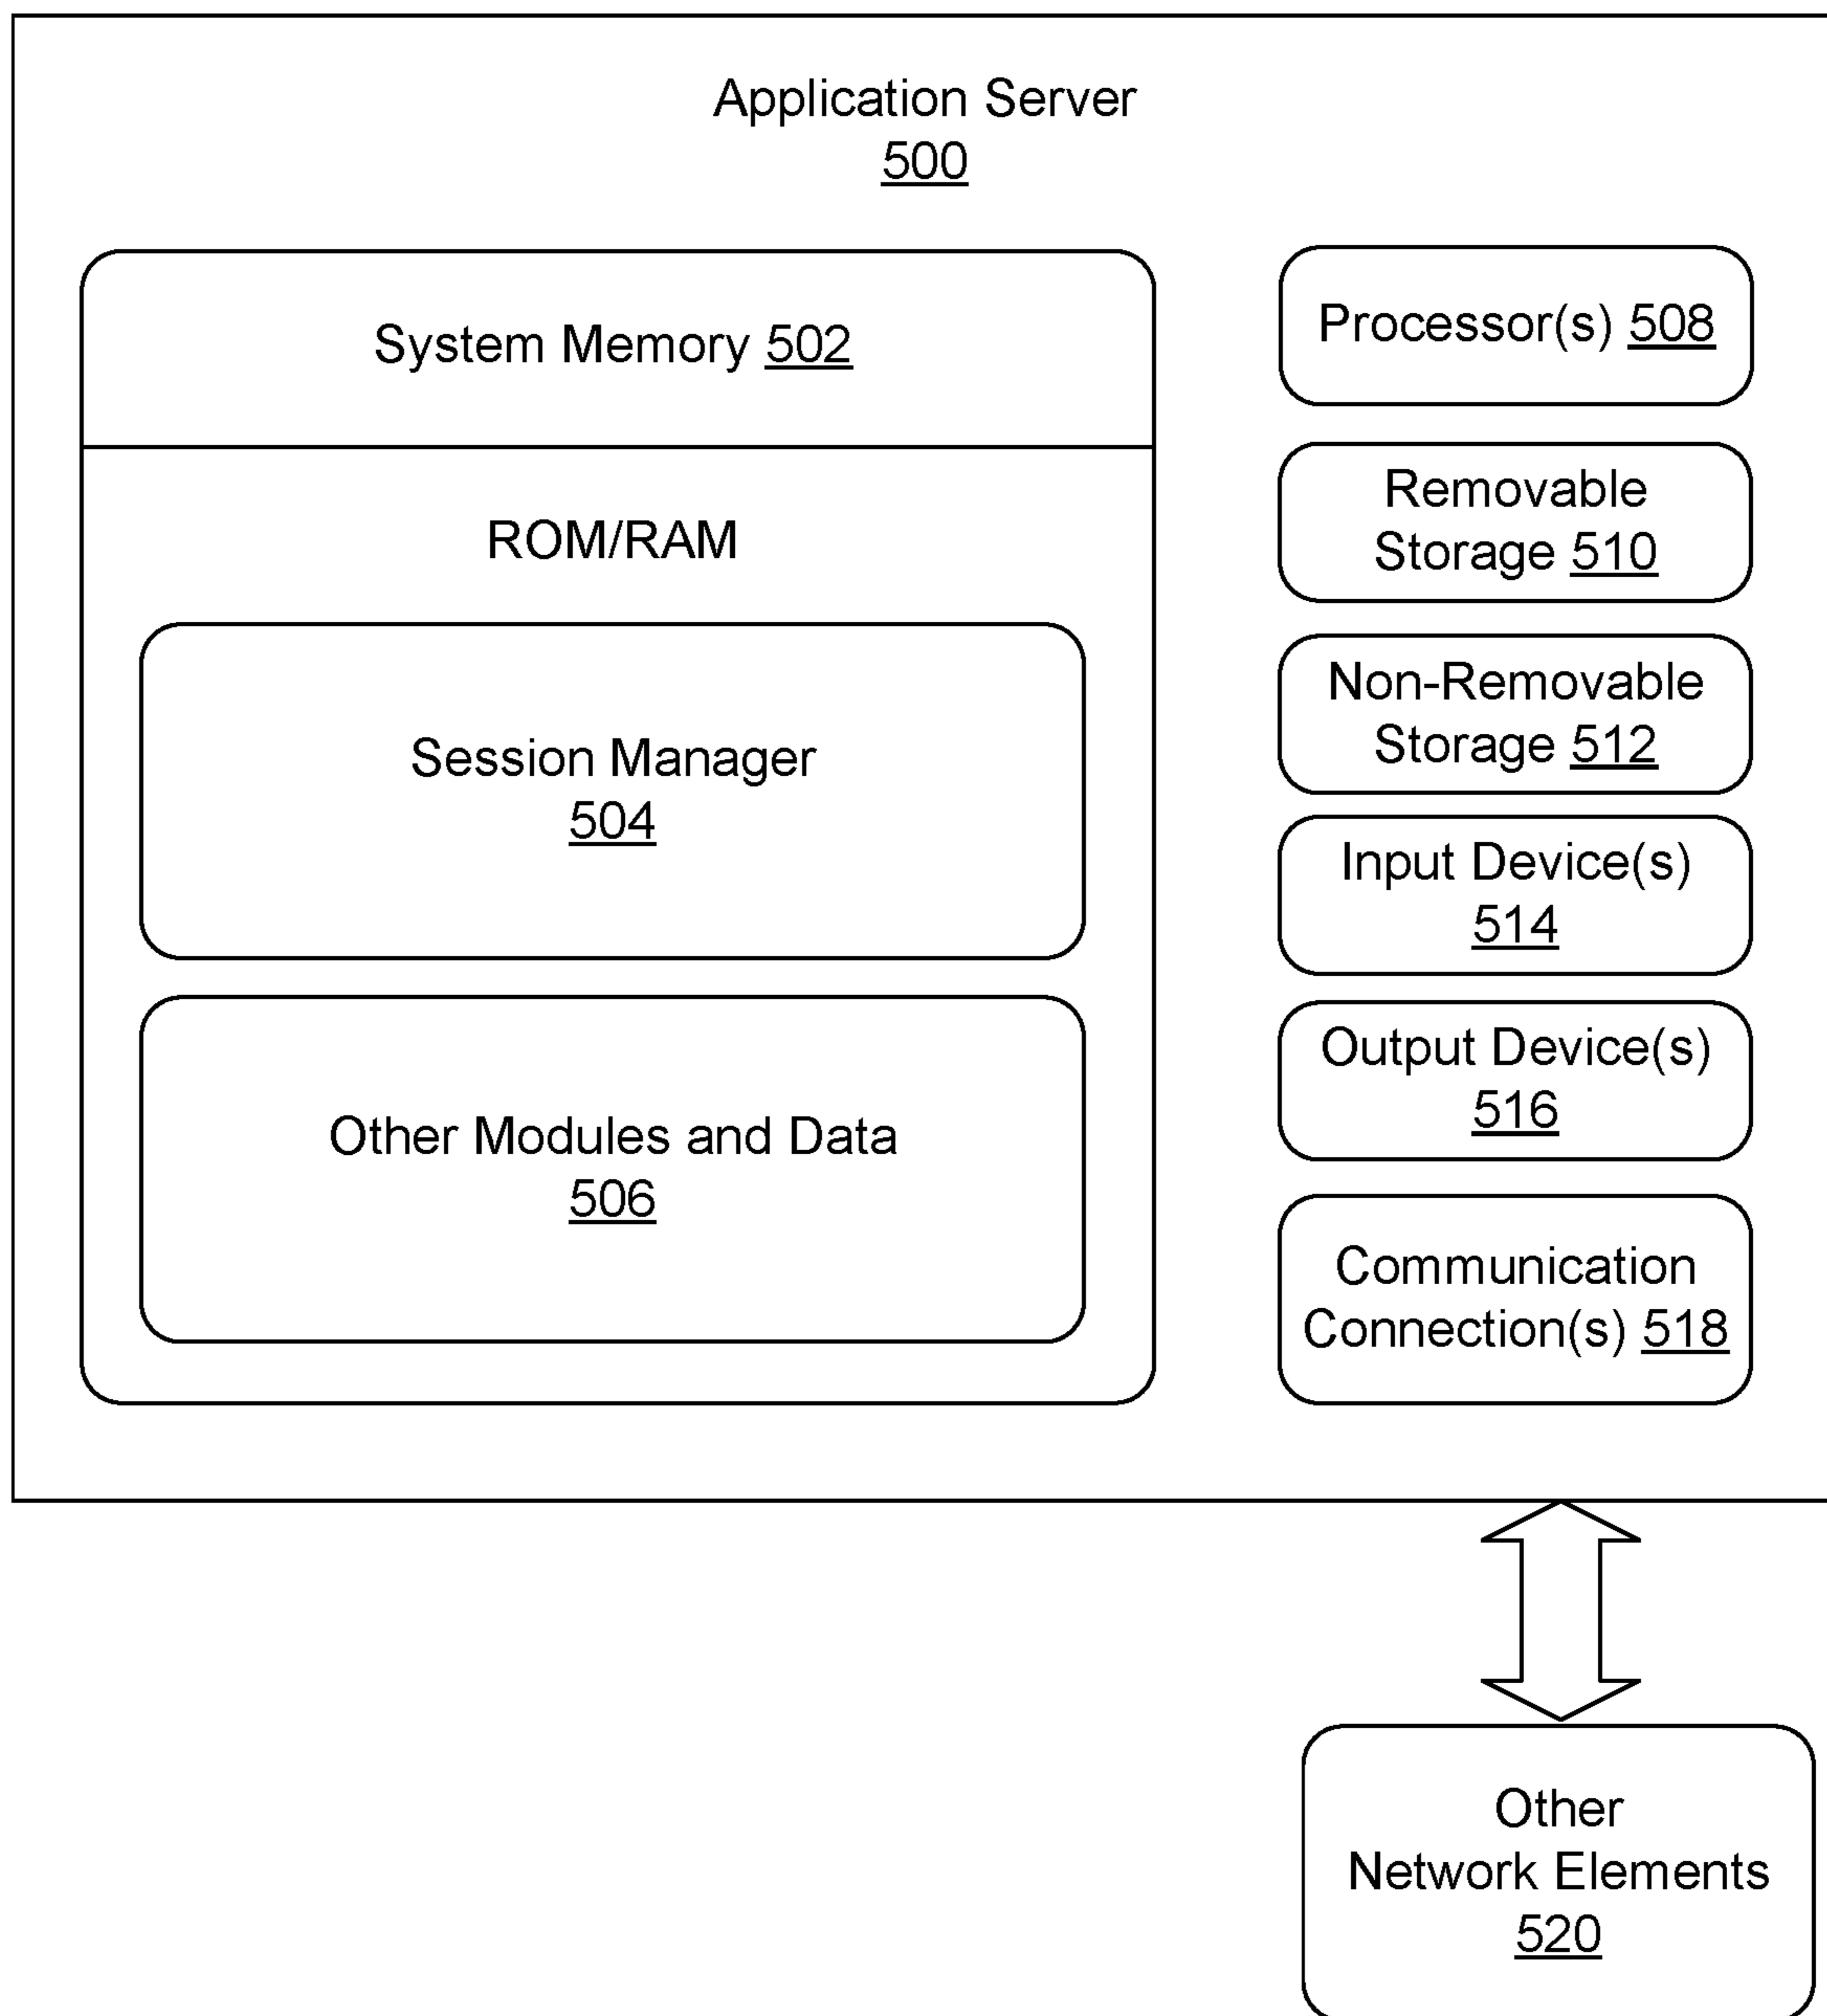 Application Server
500
System Memory 502
ROM/RAM
Session Manager
504
Other Modules and Data
506
Processor(s) 508
Removable
Storage 510
Non-Removable
Storage 512
Input Device(s)
514
Output Device(s)
516
Communication
Connection(s) 518
Other
Network Elements
520